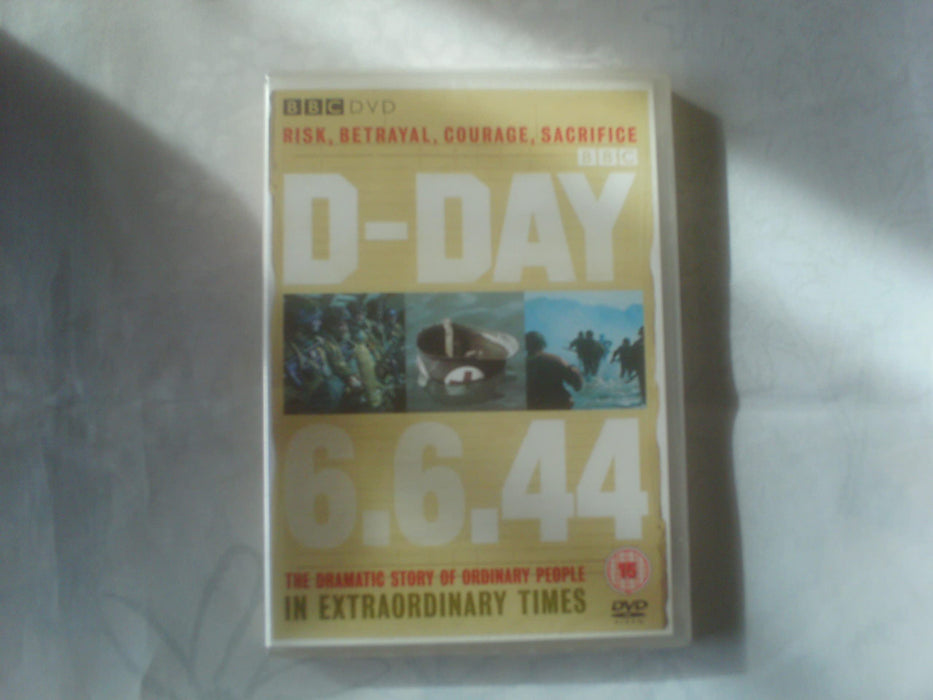 BBC DVD
RISK, BETRAYAL, COURAGE, SACRIFICE
BBC
D-DAY
6.6.44
THE DRAMATIC STORY OF ORDINARY PEOPLE
IN EXTRAORDINARY TIMES
15
DVD
VIDEO